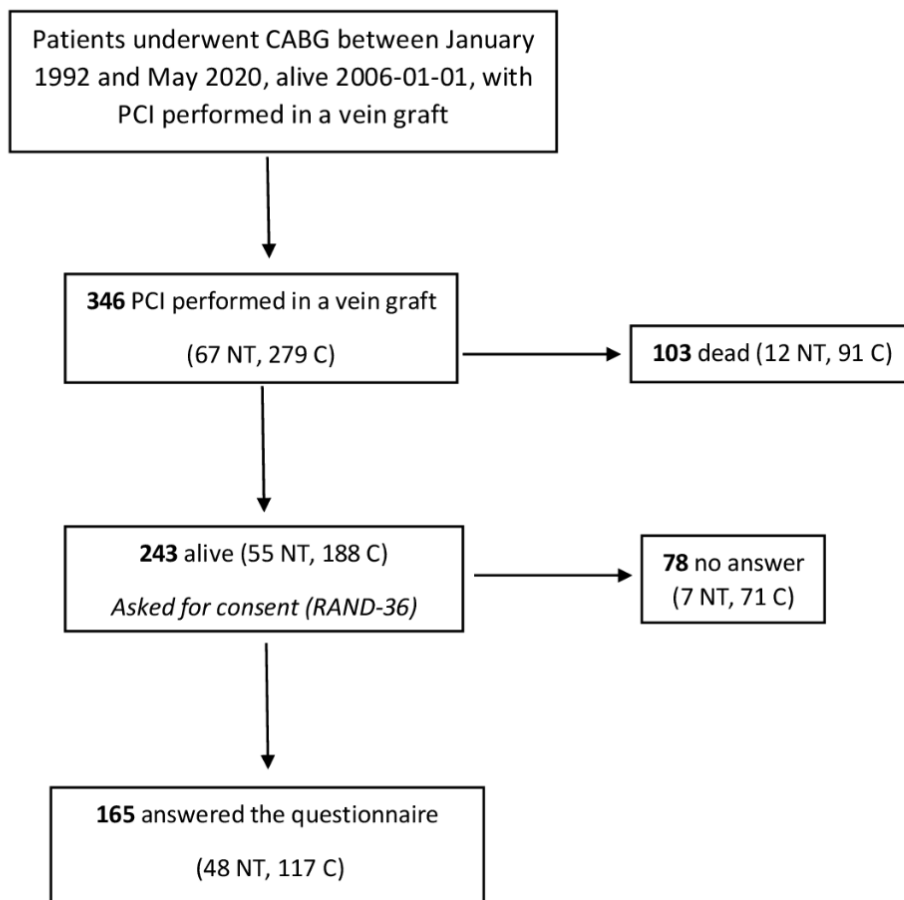 Patients underwent CABG between January
1992 and May 2020, alive 2006-01-01, with
PCI performed in a vein graft
346 PCI performed in a vein graft
(67 NT, 279 C)
103 dead (12 NT, 91 C)
243 alive (55 NT, 188 C)
Asked for consent (RAND-36)
78 no answer
(7 NT, 71 C)
165 answered the questionnaire
(48 NT, 117 C)